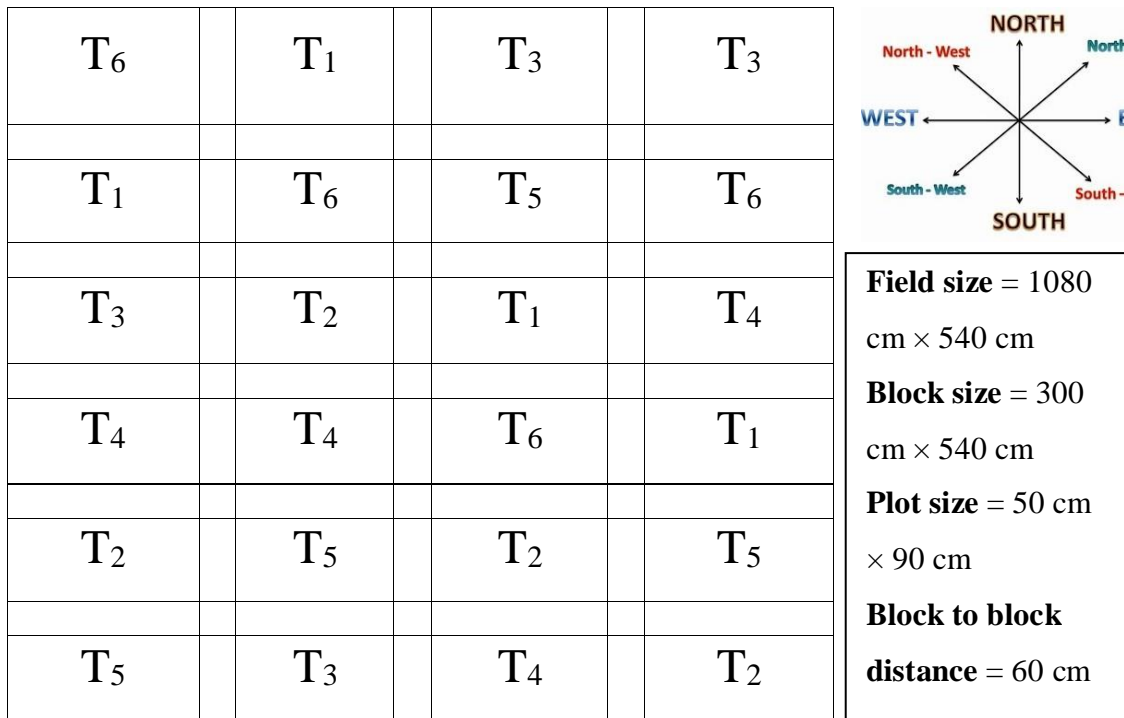 T6 T1 T3 T3
T1 T6 T5 T6
T3 T2 T1 T4
T4 T4 T6 T1
T2 T5 T2 T5
T5 T3 T4 T2
NORTH
North - West North
WEST E
South - West South -
SOUTH
Field size = 1080
cm × 540 cm
Block size = 300
cm × 540 cm
Plot size = 50 cm
× 90 cm
Block to block
distance = 60 cm